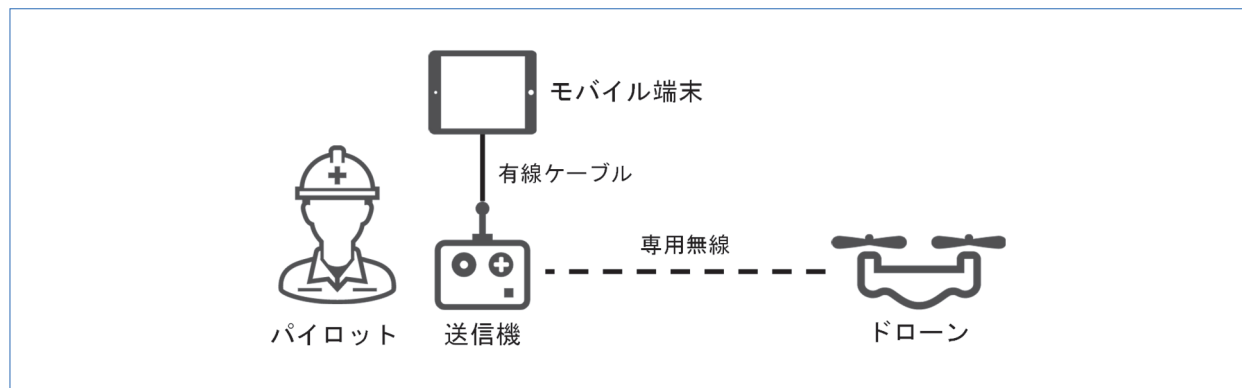 モバイル端末
有線ケーブル
専用無線
パイロット
送信機
ドローン